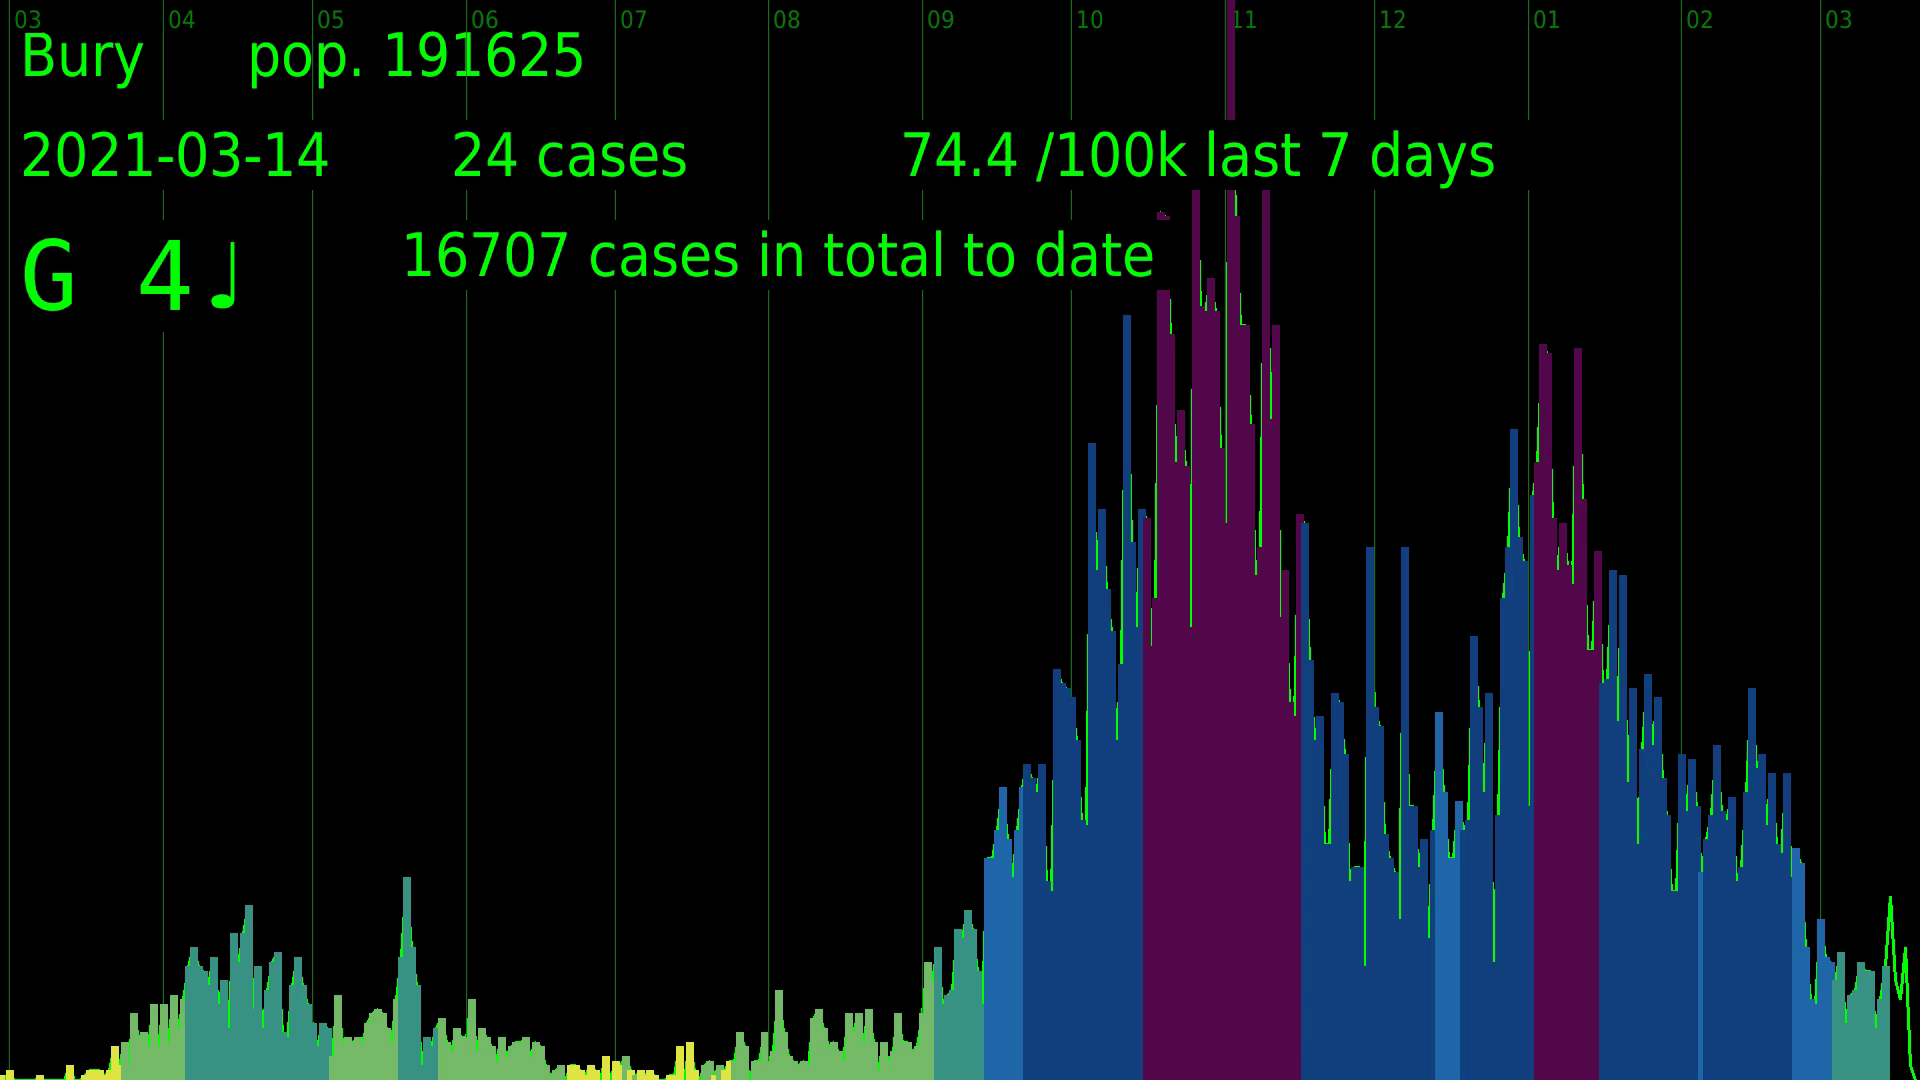 03 04 05 06 07 08 09 10 11 12 01 02 03
Bury pop. 191625
2021-03-14 24 cases 74.4 /100k last 7 days
G 4♩ 16707 cases in total to date